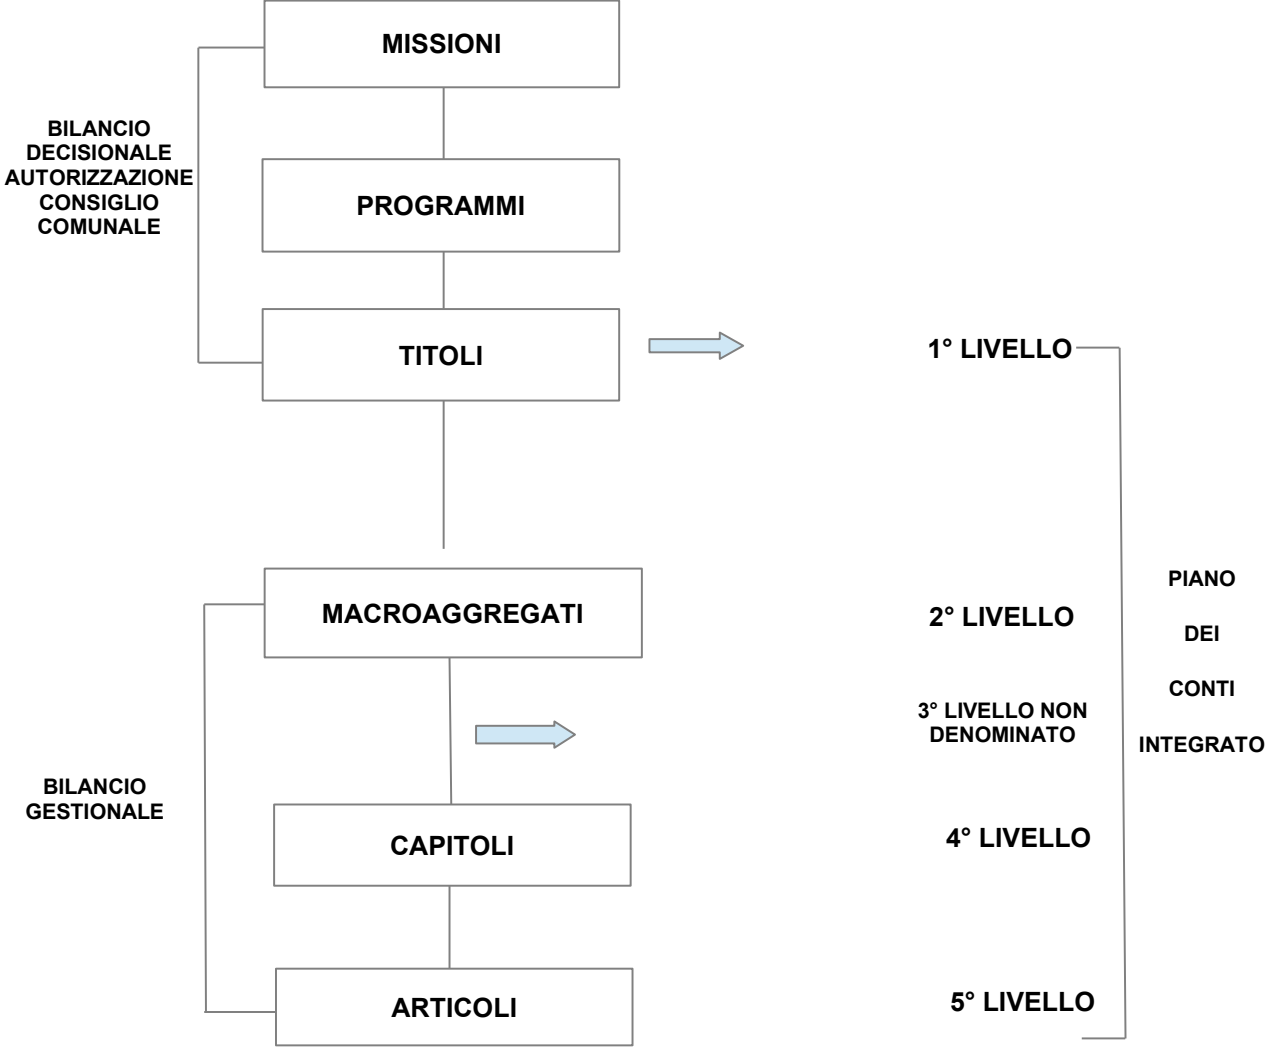 MISSIONI
BILANCIO
DECISIONALE
AUTORIZZAZIONE
CONSIGLIO
COMUNALE
PROGRAMMI
TITOLI
1° LIVELLO
MACROAGGREGATI
2° LIVELLO
3° LIVELLO NON
DENOMINATO
PIANO
DEI
CONTI
INTEGRATO
BILANCIO
GESTIONALE
CAPITOLI
4° LIVELLO
ARTICOLI
5° LIVELLO